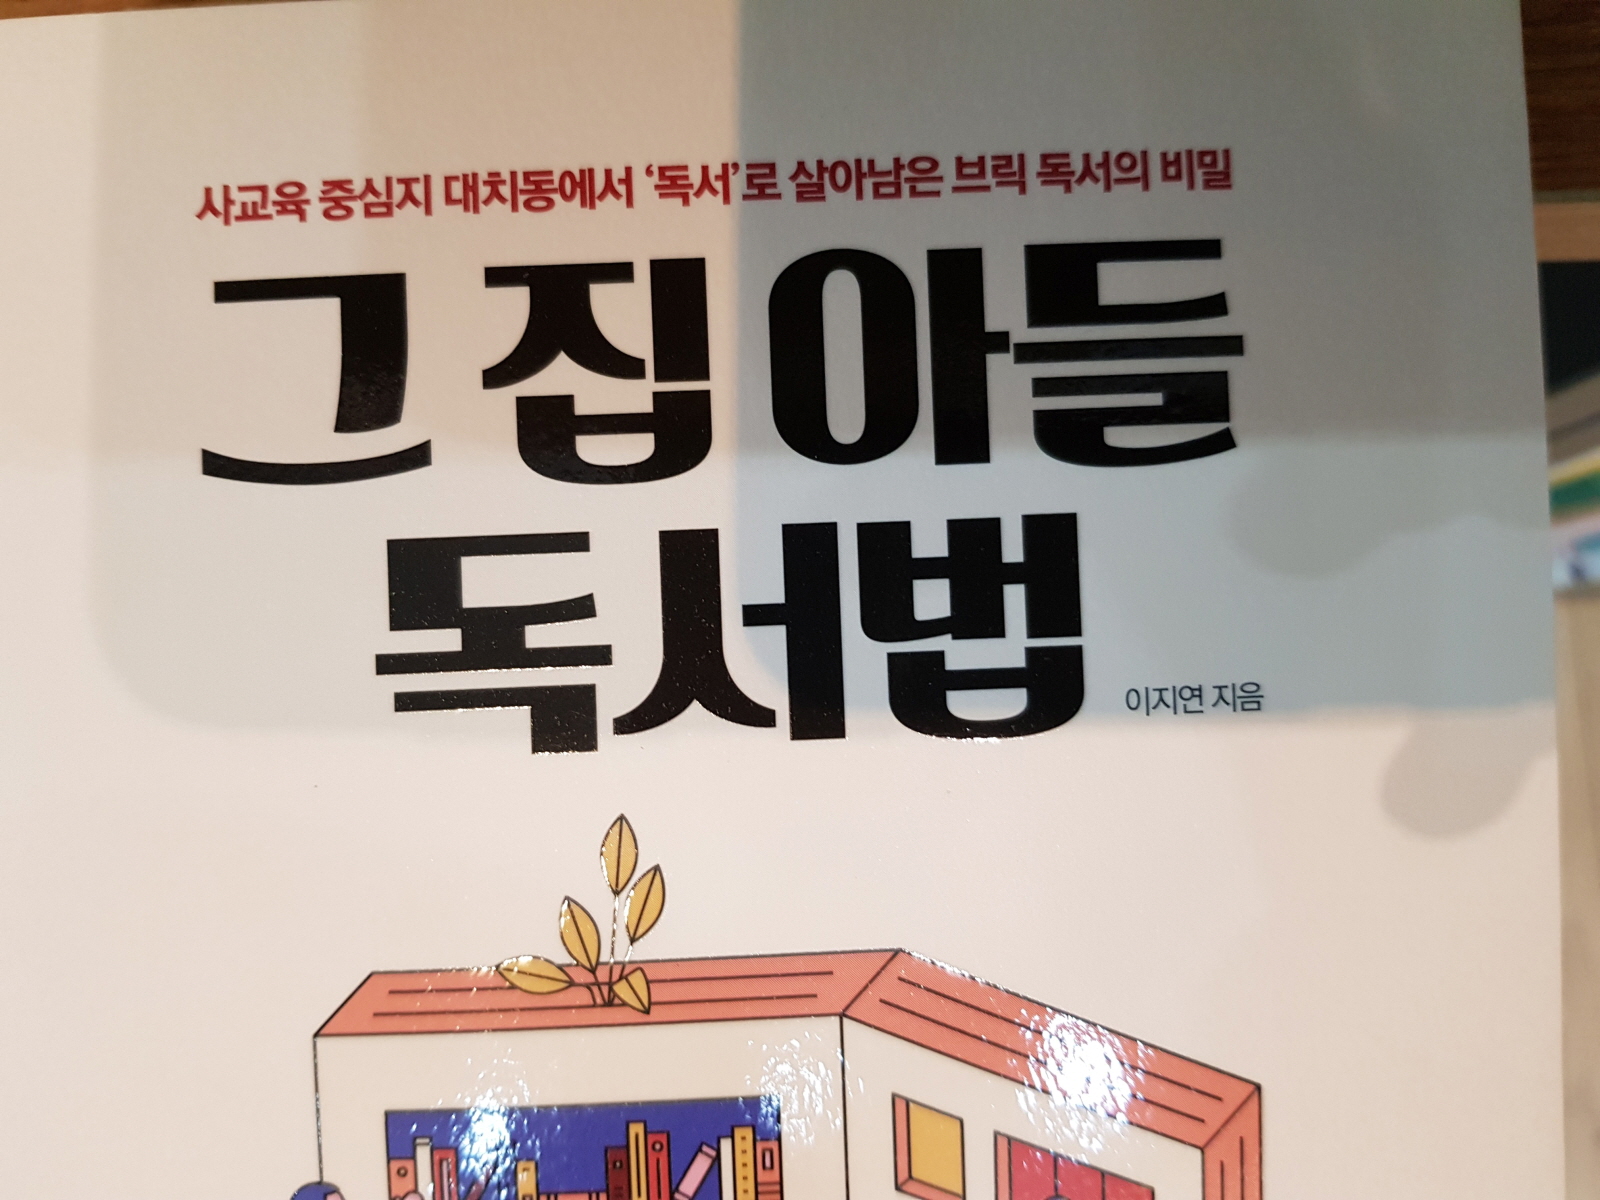 사교육 중심지 대치동에서 ‘독서’로 살아남은 브릭 독서의 비밀
그 집 아들
독서법
이지연 지음